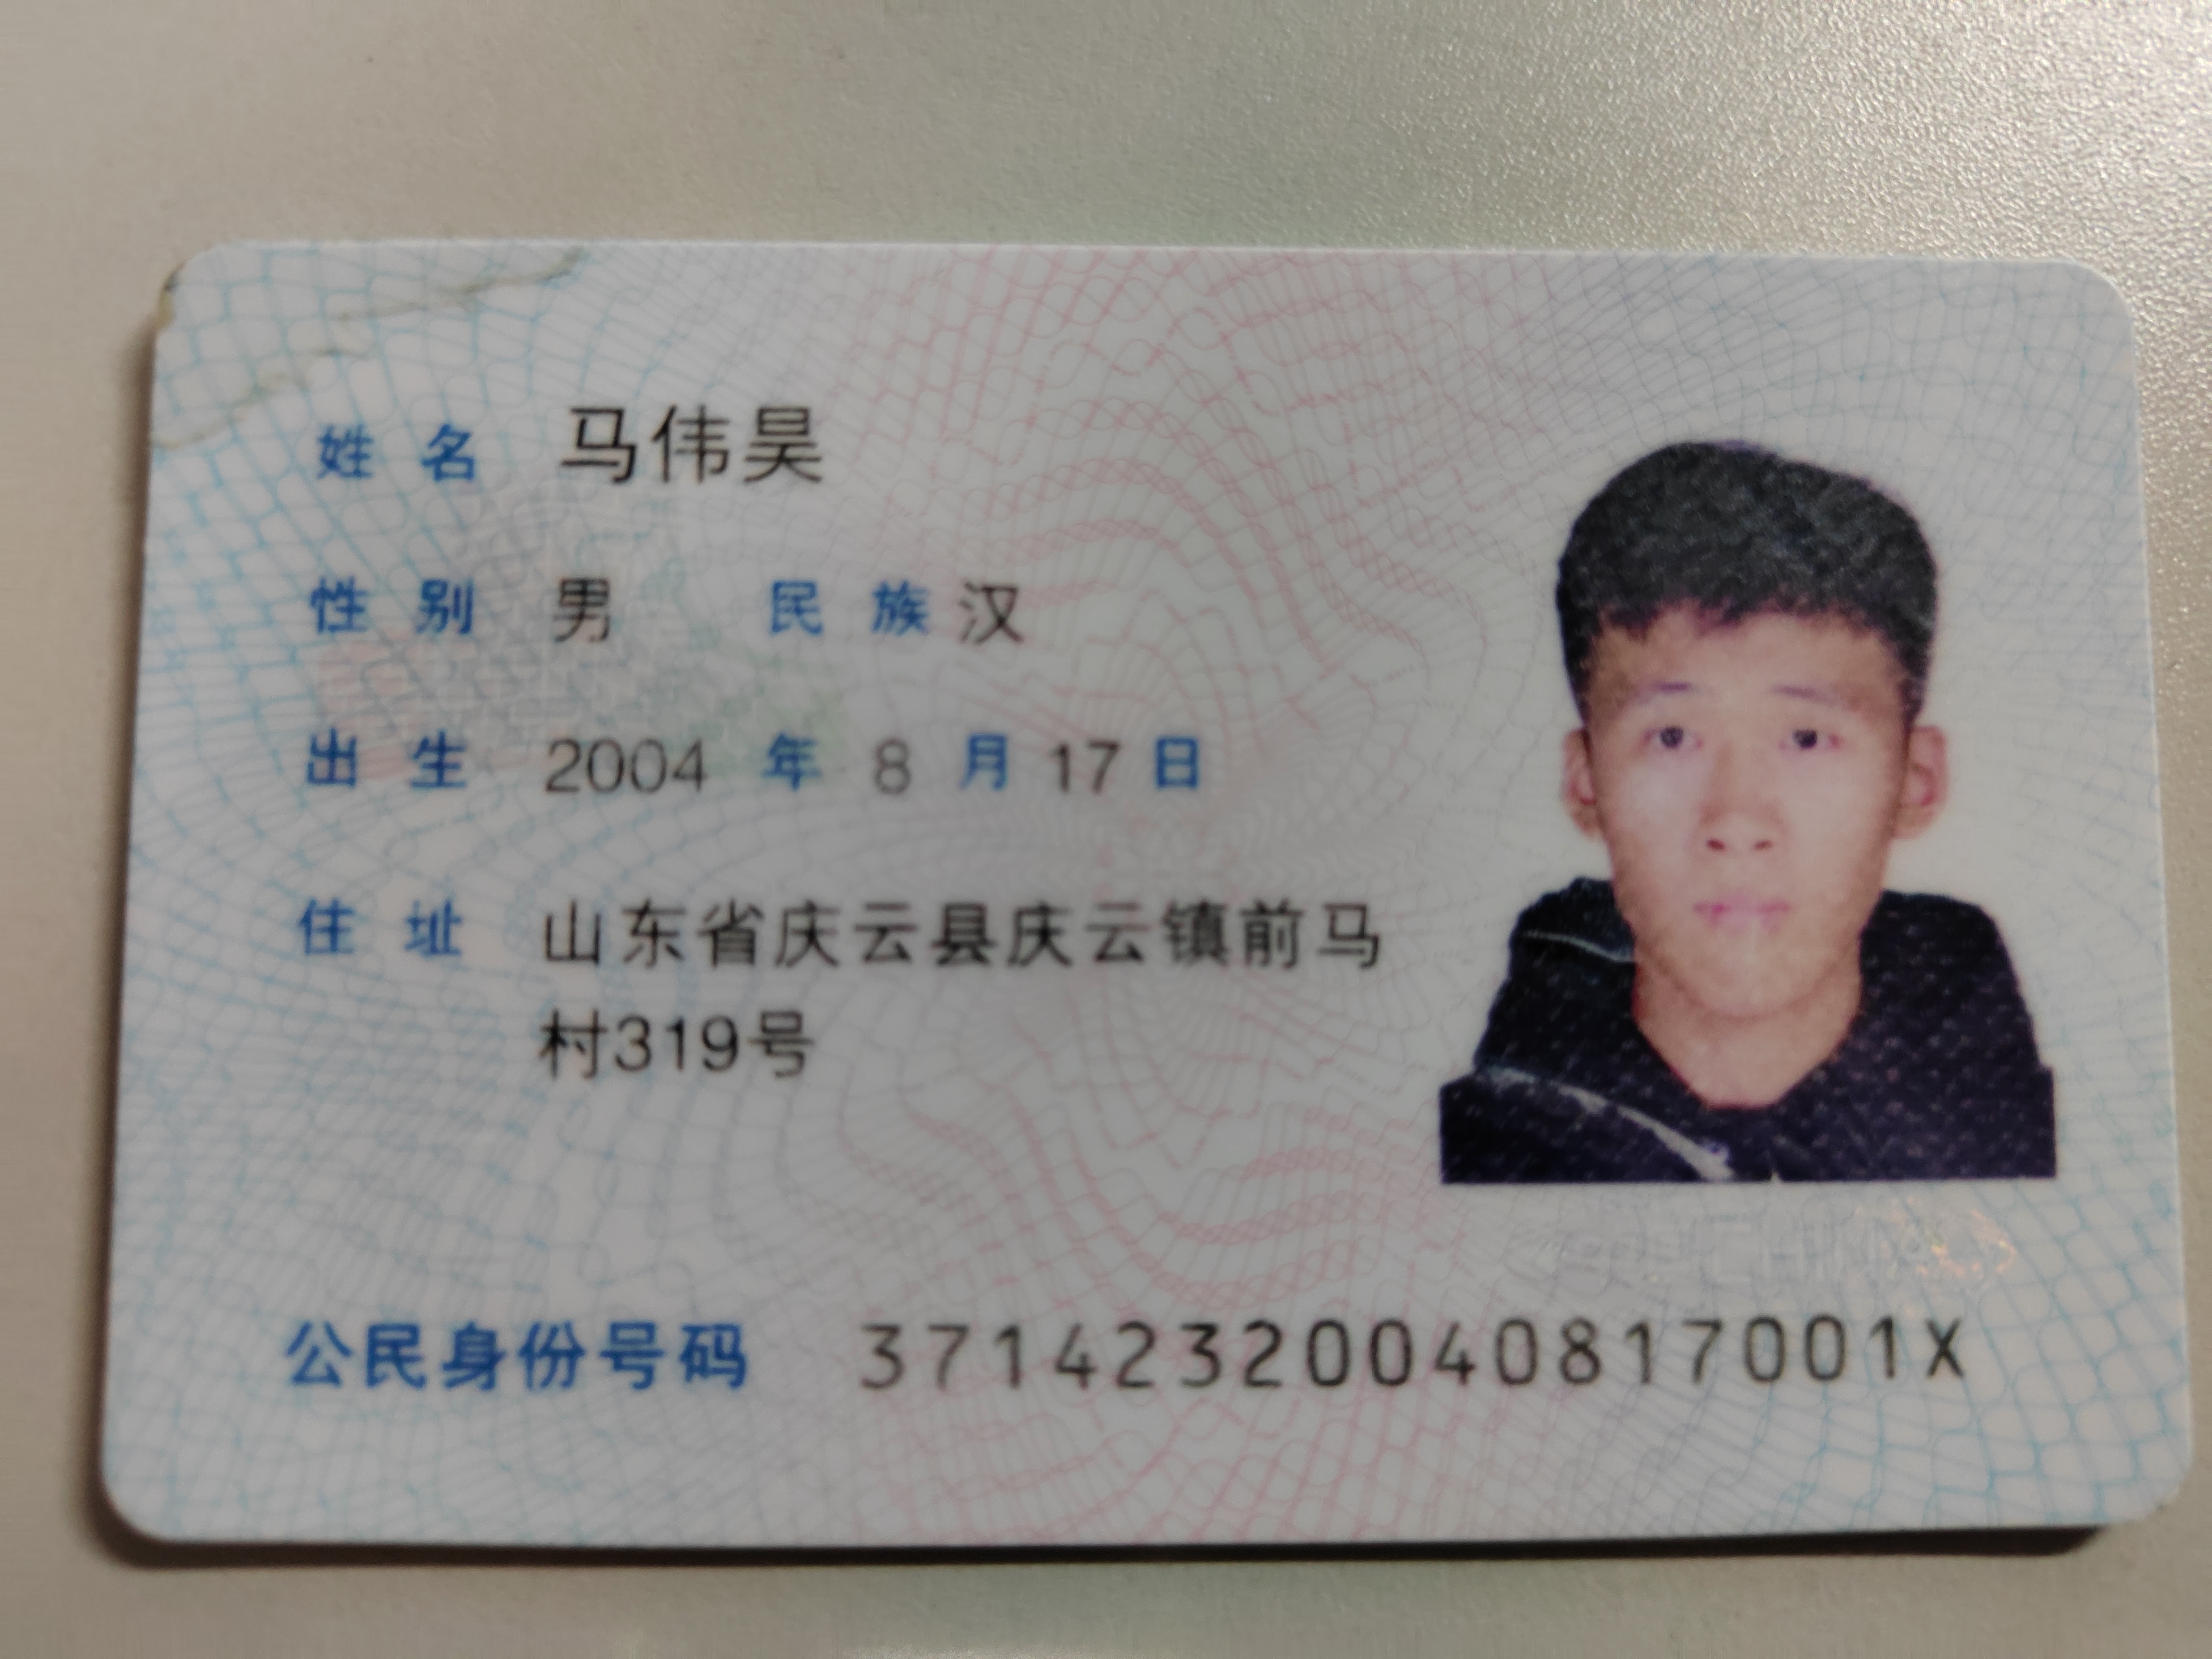 姓名 马伟昊
性别 男 民族 汉
出生 2004 年 8 月 17 日
住址 山东省庆云县庆云镇前马
村319号
公民身份号码 37142320040817001X